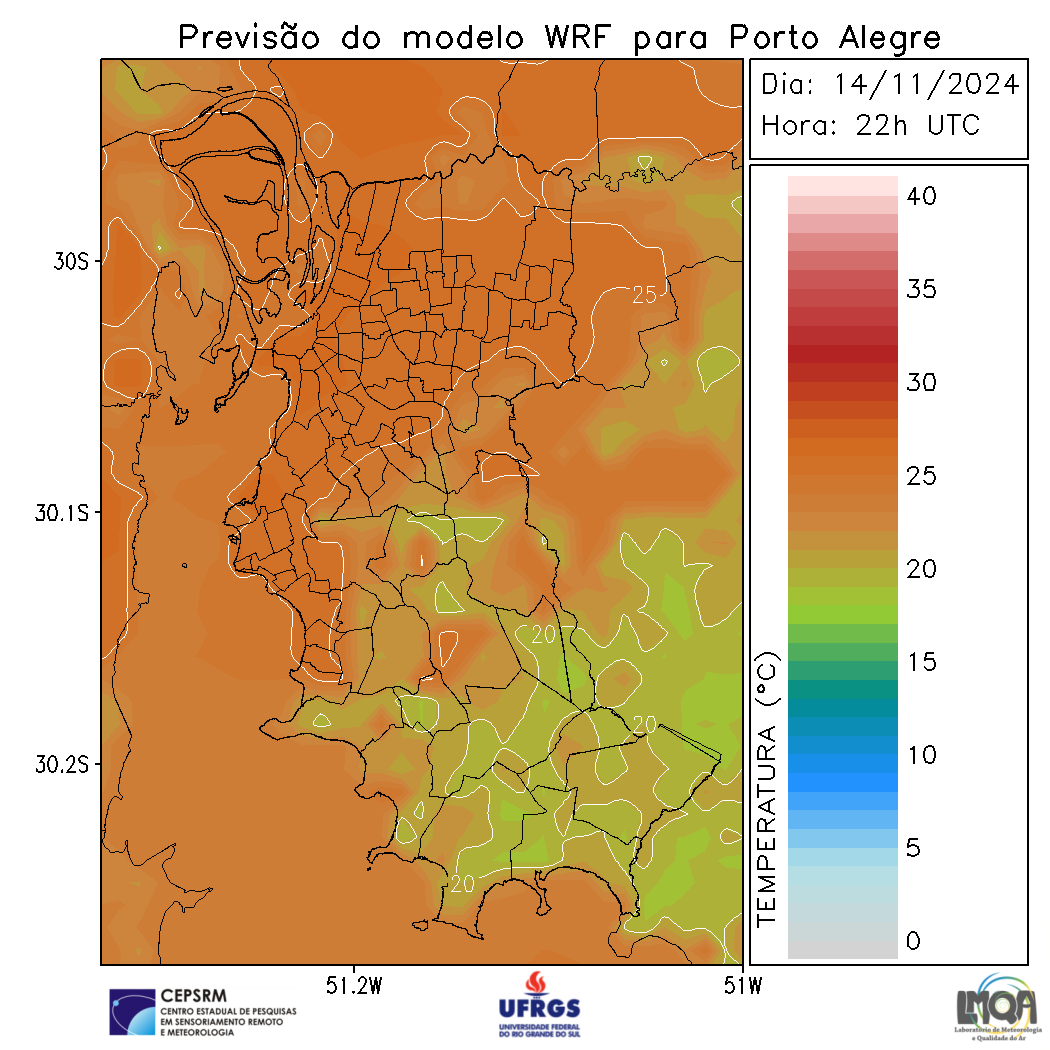 Previsão do modelo WRF para Porto Alegre
Dia: 14/11/2024
Hora: 22h UTC
40
35
30
25
20
15
10
5
0
TEMPERATURA (°C)
30S
30.1S
30.2S
51.2W
51W
25
20
20
20
CEPSRM
CENTRO ESTADUAL DE PESQUISAS
EM SENSORIAMENTO REMOTO
E METEOROLOGIA
UFRGS
UNIVERSIDADE FEDERAL
DO RIO GRANDE DO SUL
LMQA
Laboratório de Meteorologia
e Qualidade do Ar